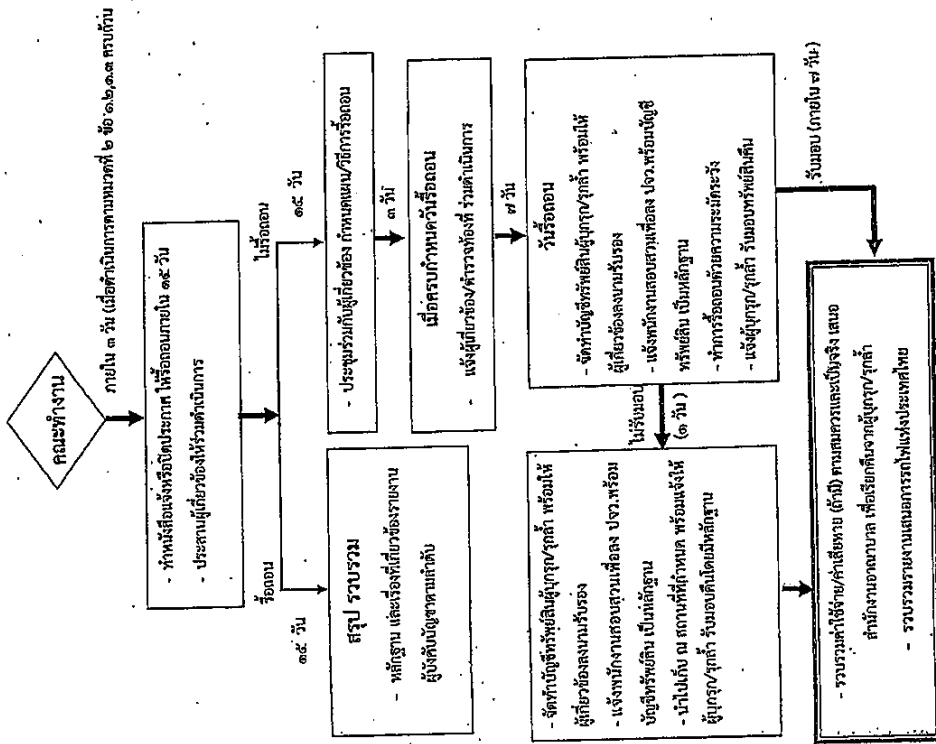 คณะทำงาน
ภายใน ๓ วัน (เมื่อดำเนินการตามหมวดที่ ๒ ข้อ ๑.๒,๑.๓ ครบถ้วน
- ทำหนังสือแจ้งหรือปิดประกาศ ให้รื้อถอนภายใน ๑๕ วัน
- ประสานผู้เกี่ยวข้องให้ร่วมดำเนินการ
รื้อถอน
ไม่รื้อถอน
๑๕ วัน
๑๕ วัน
สรุป รวบรวม
- หลักฐาน และเรื่องที่เกี่ยวข้องรายงาน
ผู้บังคับบัญชาตามลำดับ
- ประชุมร่วมกับผู้เกี่ยวข้อง กำหนดแผน/วิธีการรื้อถอน
๓ วัน
เมื่อครบกำหนดวันรื้อถอน
- แจ้งผู้เกี่ยวข้อง/ตำรวจท้องที่ ร่วมดำเนินการ
๗ วัน
วันรื้อถอน
- จัดทำบัญชีทรัพย์สินผู้บุกรุก/รุกล้ำ พร้อมให้
ผู้เกี่ยวข้องลงนามรับรอง
- แจ้งพนักงานสอบสวนเพื่อลง ปจว.พร้อมบัญชี
ทรัพย์สิน เป็นหลักฐาน
- ทำการรื้อถอนด้วยความระมัดระวัง
- แจ้งผู้บุกรุก/รุกล้ำ รับมอบทรัพย์สินคืน
ไม่รับมอบ
(๓ วัน)
รับมอบ (ภายใน ๗ วัน)
- จัดทำบัญชีทรัพย์สินผู้บุกรุก/รุกล้ำ พร้อมให้
ผู้เกี่ยวข้องลงนามรับรอง
- แจ้งพนักงานสอบสวนเพื่อลง ปจว.พร้อม
บัญชีทรัพย์สิน เป็นหลักฐาน
- นำไปเก็บ ณ สถานที่ที่กำหนด พร้อมแจ้งให้
ผู้บุกรุก/รุกล้ำ รับมอบคืนโดยมีหลักฐาน
- รวบรวมค่าใช้จ่าย/ค่าเสียหาย (ถ้ามี) ตามสมควรและเป็นจริง เสนอ
สำนักงานอาณาบาล เพื่อเรียกคืนจากผู้บุกรุก/รุกล้ำ
- รวบรวมรายงานเสนอการรถไฟแห่งประเทศไทย